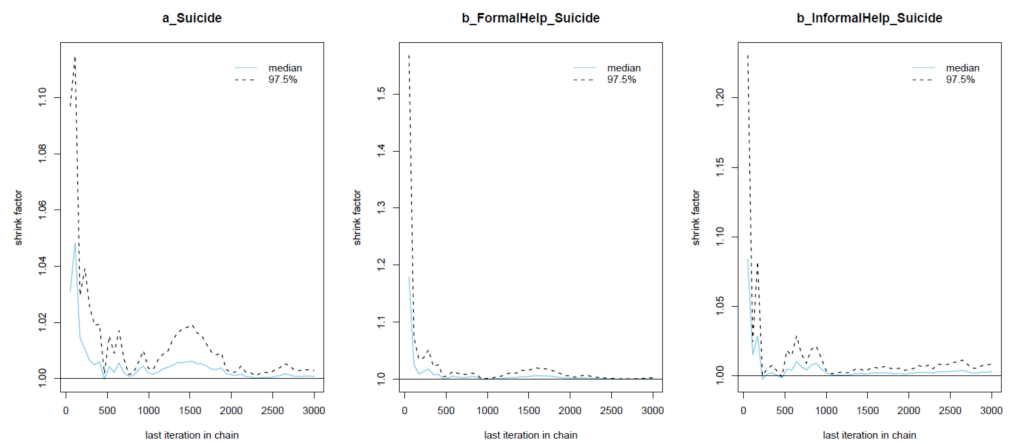 a_Suicide
median
97.5%
1.10
1.08
1.06
1.04
1.02
1.00
shrink factor
0 500 1000 1500 2000 2500 3000
last iteration in chain
b_FormalHelp_Suicide
median
97.5%
1.5
1.4
1.3
1.2
1.1
1.0
shrink factor
0 500 1000 1500 2000 2500 3000
last iteration in chain
b_InformalHelp_Suicide
median
97.5%
1.20
1.15
1.10
1.05
1.00
shrink factor
0 500 1000 1500 2000 2500 3000
last iteration in chain